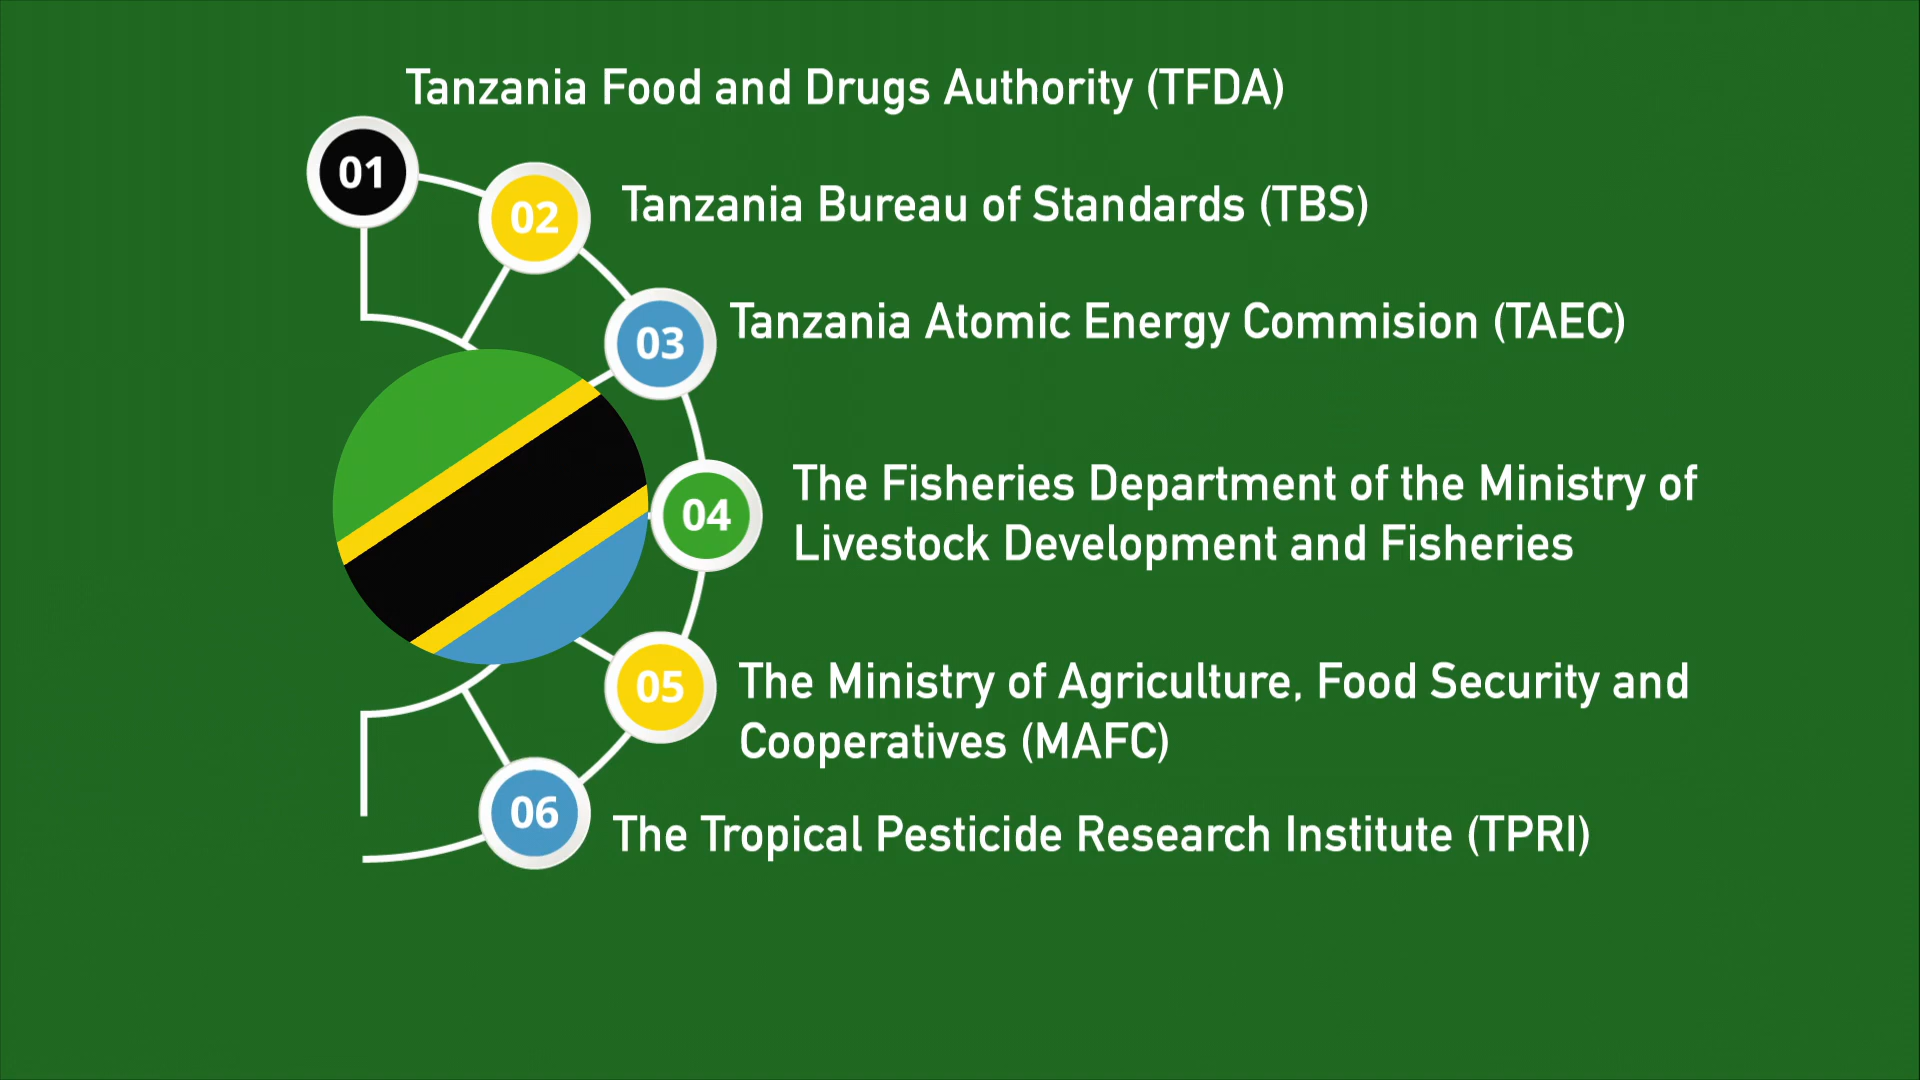 Tanzania Food and Drugs Authority (TFDA)
01
02
Tanzania Bureau of Standards (TBS)
03
Tanzania Atomic Energy Commision (TAEC)
04
The Fisheries Department of the Ministry of
Livestock Development and Fisheries
05
The Ministry of Agriculture, Food Security and
Cooperatives (MAFC)
06
The Tropical Pesticide Research Institute (TPRI)